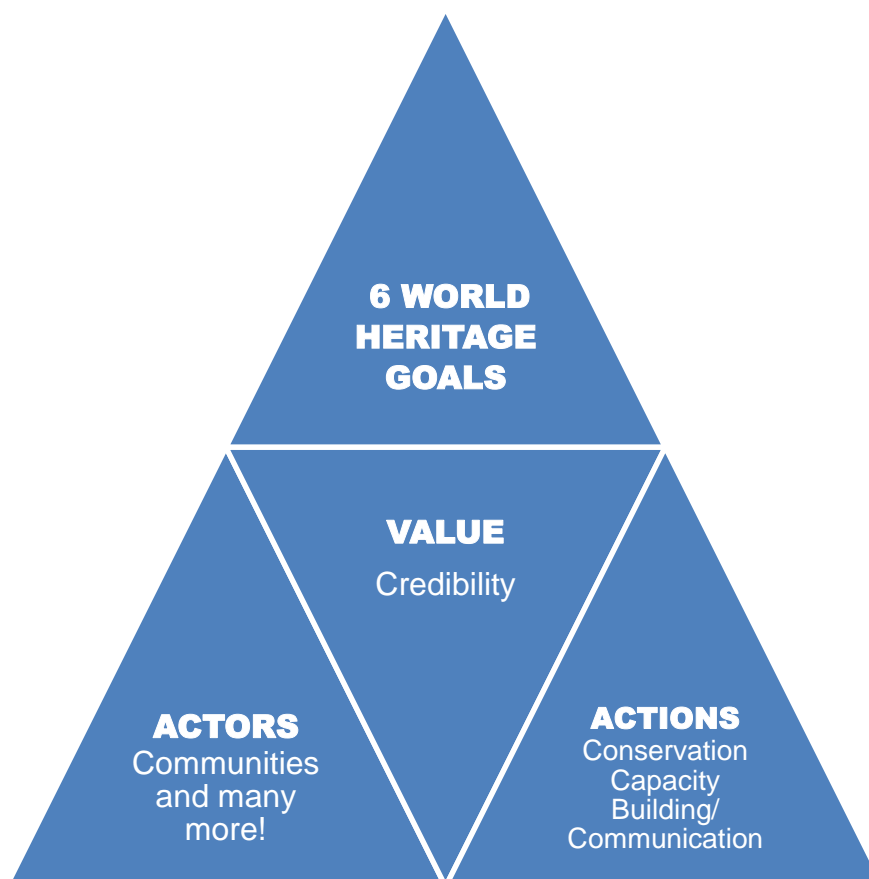 6 WORLD
HERITAGE
GOALS
VALUE
Credibility
ACTORS
Communities
and many
more!
ACTIONS
Conservation
Capacity
Building/
Communication